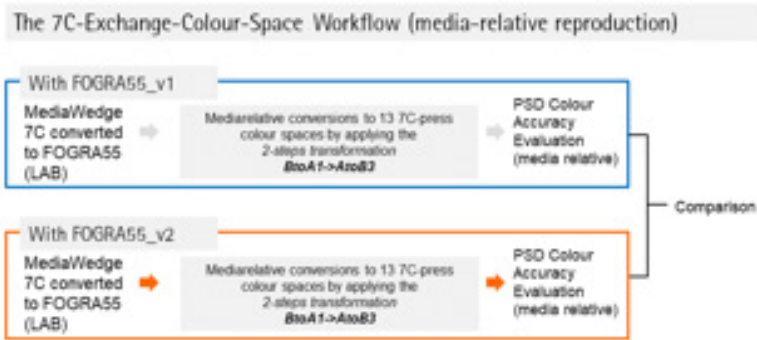 The 7C-Exchange-Colour-Space Workflow (media-relative reproduction)
With FOGRA55_v1
MediaWedge
7C converted
to FOGRA55
(LAB)
Mediarelative conversions to 13 7C-press
colour spaces by applying the
2-steps transformation
BtoA1->AtoB3
PSD Colour
Accuracy
Evaluation
(media relative)
Comparison
With FOGRA55_v2
MediaWedge
7C converted
to FOGRA55
(LAB)
Mediarelative conversions to 13 7C-press
colour spaces by applying the
2-steps transformation
BtoA1->AtoB3
PSD Colour
Accuracy
Evaluation
(media relative)